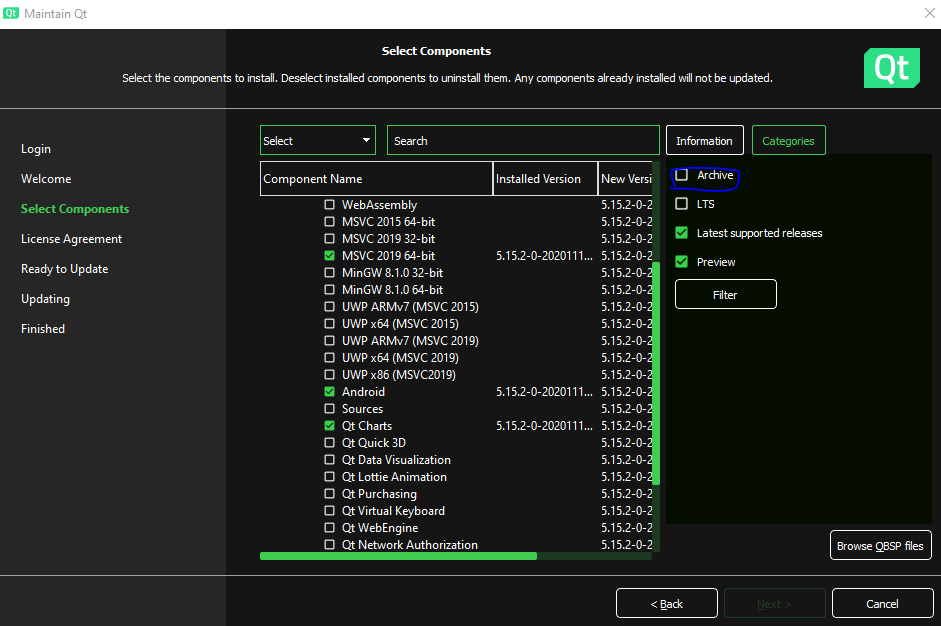 Qt Maintain Qt
Select Components
Select the components to install. Deselect installed components to uninstall them. Any components already installed will not be updated.
Qt
Login
Welcome
Select Components
License Agreement
Ready to Update
Updating
Finished
Select
Search
Information
Categories
Component Name Installed Version New Versi
WebAssembly 5.15.2-0-2
MSVC 2015 64-bit 5.15.2-0-2
MSVC 2019 32-bit 5.15.2-0-2
MSVC 2019 64-bit 5.15.2-0-2020111... 5.15.2-0-2
MinGW 8.1.0 32-bit 5.15.2-0-2
MinGW 8.1.0 64-bit 5.15.2-0-2
UWP ARMv7 (MSVC 2015) 5.15.2-0-2
UWP x64 (MSVC 2015) 5.15.2-0-2
UWP ARMv7 (MSVC 2019) 5.15.2-0-2
UWP x64 (MSVC 2019) 5.15.2-0-2
UWP x86 (MSVC2019) 5.15.2-0-2
Android 5.15.2-0-2020111... 5.15.2-0-2
Sources 5.15.2-0-2
Qt Charts 5.15.2-0-2020111... 5.15.2-0-2
Qt Quick 3D 5.15.2-0-2
Qt Data Visualization 5.15.2-0-2
Qt Lottie Animation 5.15.2-0-2
Qt Purchasing 5.15.2-0-2
Qt Virtual Keyboard 5.15.2-0-2
Qt WebEngine 5.15.2-0-2
Qt Network Authorization 5.15.2-0-2
Archive
LTS
Latest supported releases
Preview
Filter
Browse QBSP files
< Back
Next >
Cancel